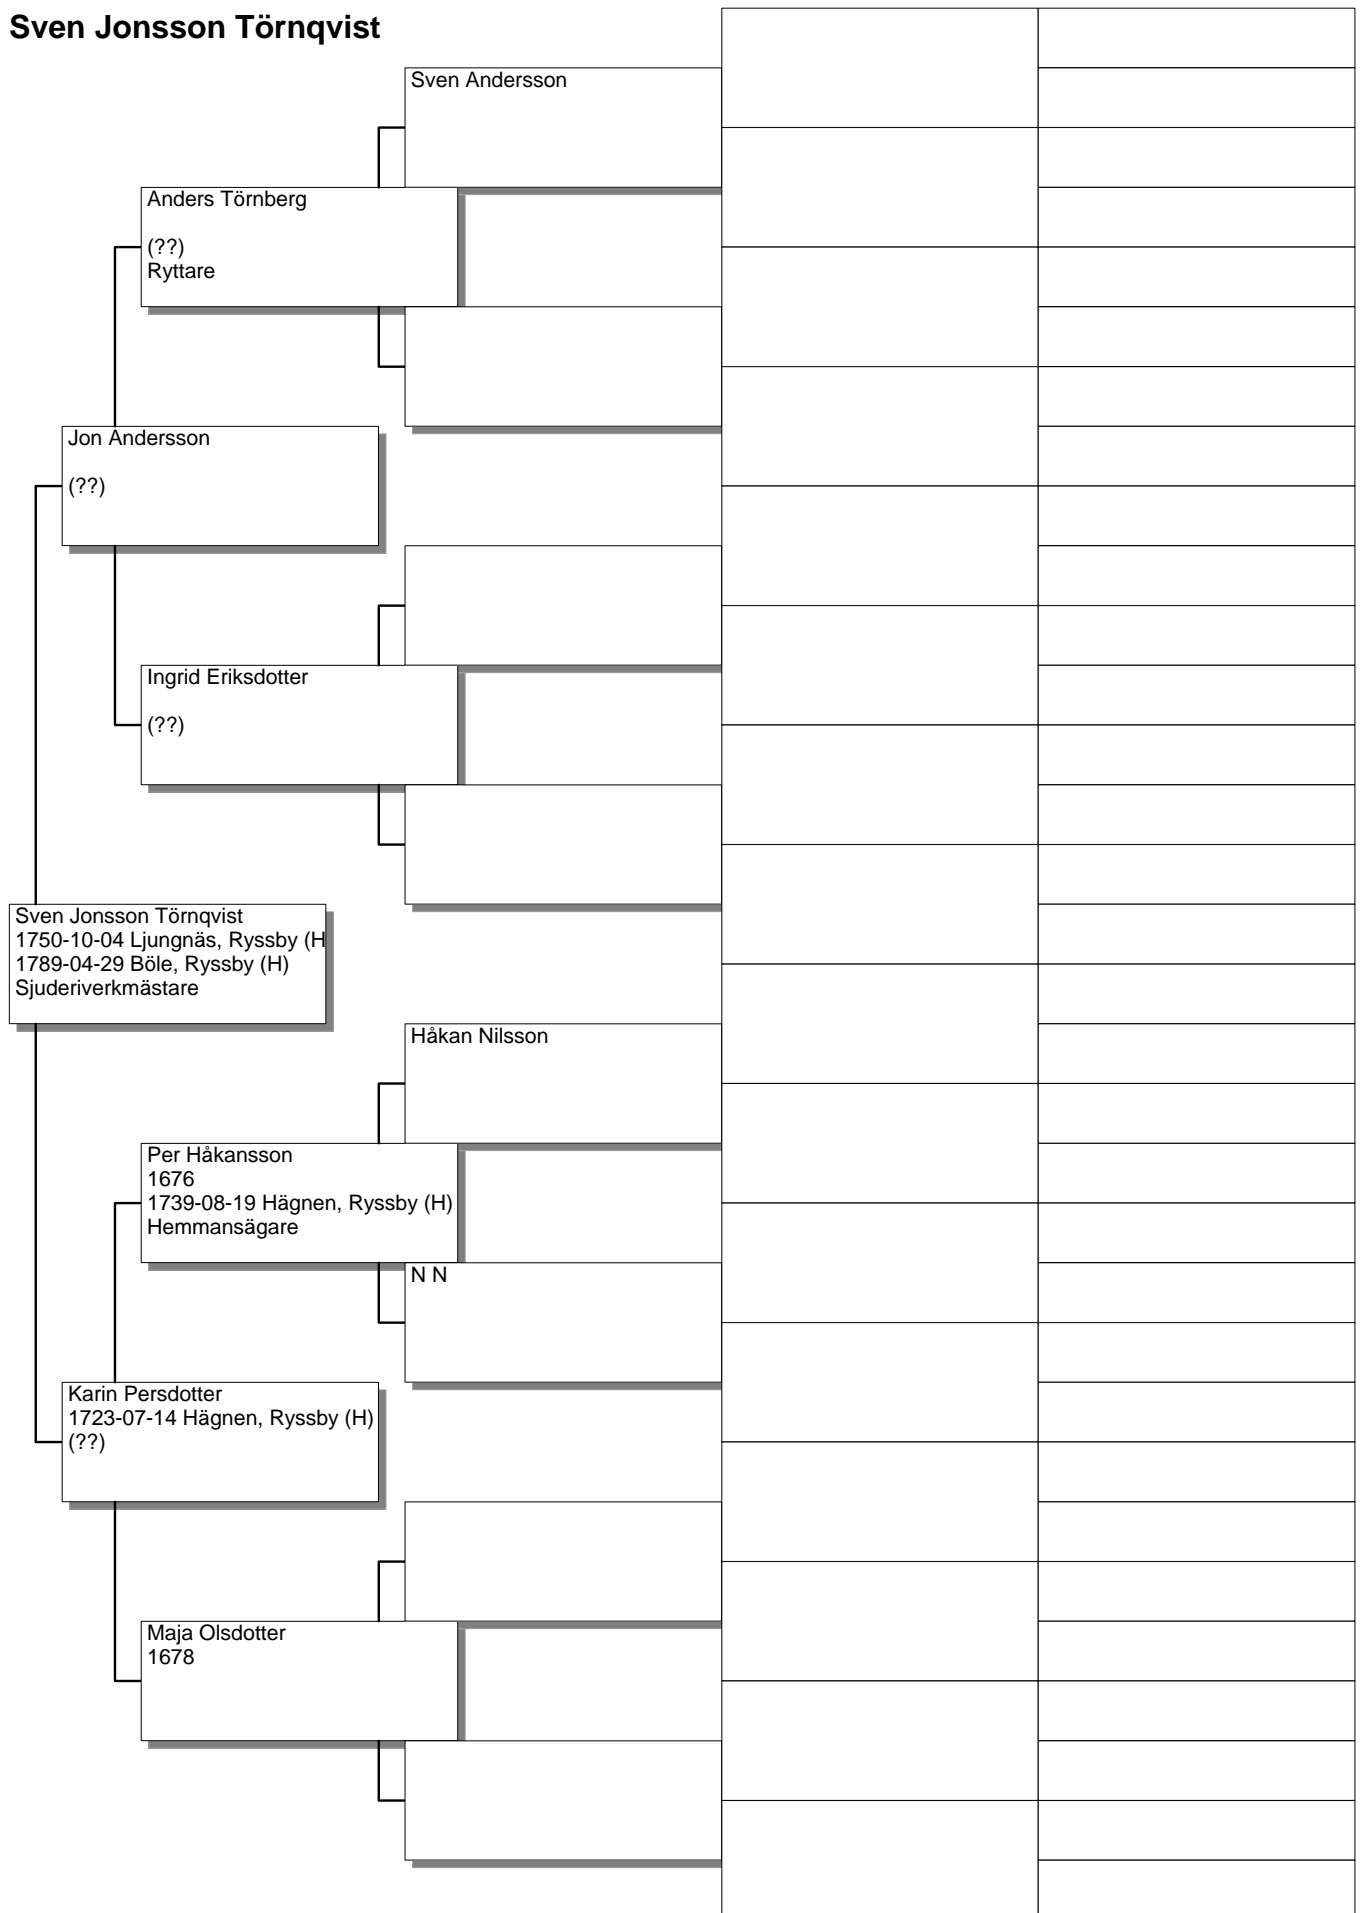 Sven Jonsson Törnqvist
Sven Andersson
Anders Törnberg
(??)
Ryttare
Jon Andersson
(??)
Ingrid Eriksdotter
(??)
Sven Jonsson Törnqvist
1750-10-04 Ljungnäs, Ryssby (H
1789-04-29 Böle, Ryssby (H)
Sjuderiverkmästare
Håkan Nilsson
Per Håkansson
1676
1739-08-19 Hägnen, Ryssby (H)
Hemmansägare
N N
Karin Persdotter
1723-07-14 Hägnen, Ryssby (H)
(??)
Maja Olsdotter
1678